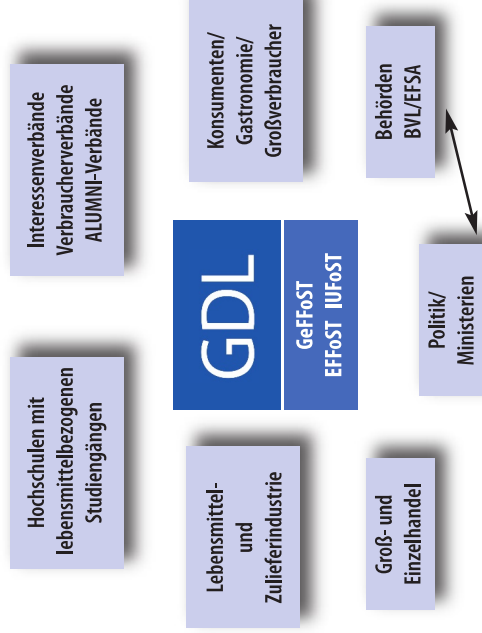 Hochschulen mit
lebensmittelbezogenen
Studiengängen
Interessenverbände
Verbraucherverbände
ALUMNI-Verbände
Lebensmittel-
und
Zulieferindustrie
GDL
GeFFoST
EFFoST IUFoST
Konsumenten/
Gastronomie/
Großverbraucher
Groß- und
Einzelhandel
Politik/
Ministerien
Behörden
BVL/EFSA